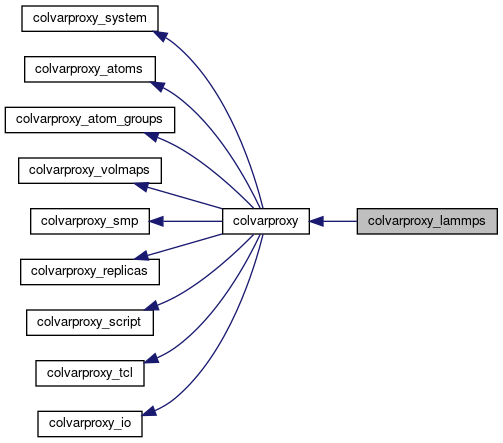 colvarproxy_system
colvarproxy_atoms
colvarproxy_atom_groups
colvarproxy_volmaps
colvarproxy_smp
colvarproxy
colvarproxy_lammps
colvarproxy_replicas
colvarproxy_script
colvarproxy_tcl
colvarproxy_io